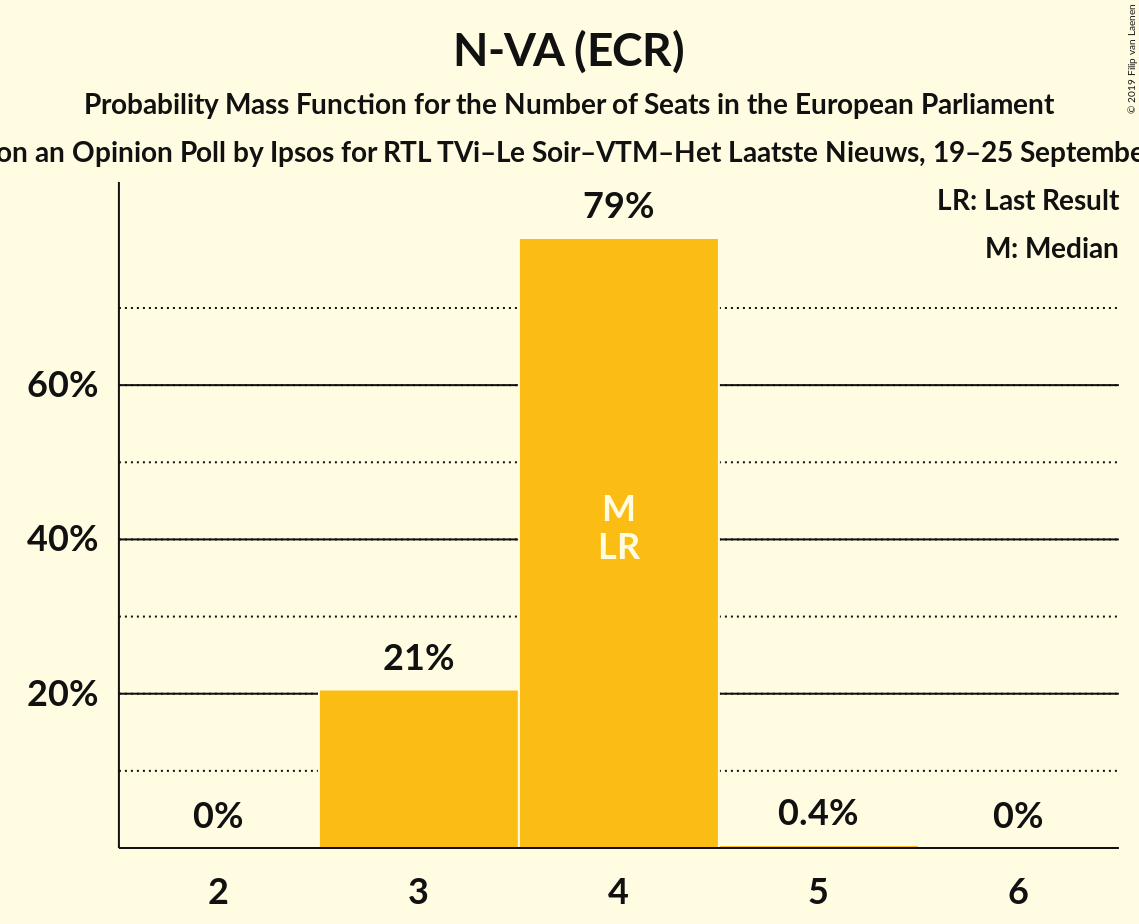 N-VA (ECR)
Probability Mass Function for the Number of Seats in the European Parliament
on an Opinion Poll by Ipsos for RTL TVi–Le Soir–VTM–Het Laatste Nieuws, 19–25 Septembe
© 2019 Filip van Laenen
LR: Last Result
M: Median
79%
60%
M
40%
LR
21%
20%
0%
0.4%
0%
2
3
4
5
6